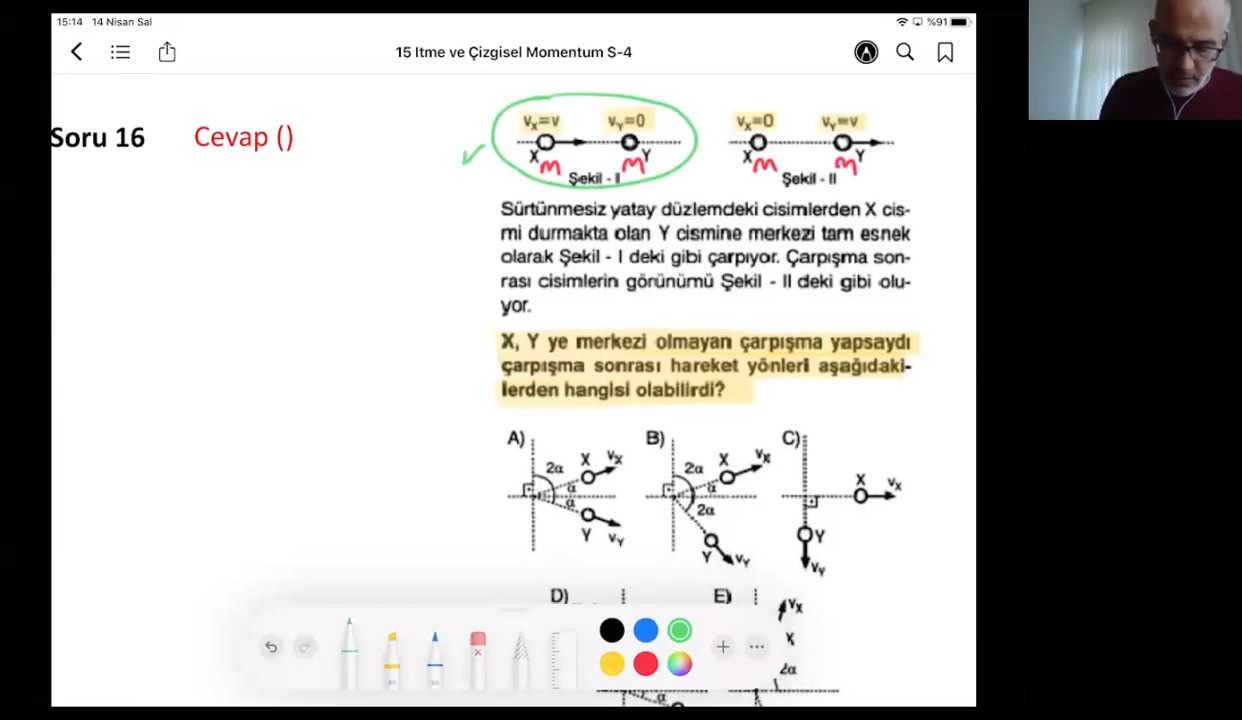 15:14 14 Nisan Sal
%91
15 Itme ve Çizgisel Momentum S-4
Soru 16 Cevap ()
vX=v vY=0 vX=0 vY=v
X Y X Y
m m m m
Şekil - I Şekil - II
Sürtünmesiz yatay düzlemdeki cisimlerden X cis-
mi durmakta olan Y cismine merkezi tam esnek
olarak Şekil - I deki gibi çarpıyor. Çarpışma son-
rası cisimlerin görünümü Şekil - II deki gibi olu-
yor.
X, Y ye merkezi olmayan çarpışma yapsaydı
çarpışma sonrası hareket yönleri aşağıdaki-
lerden hangisi olabilirdi?
A) B) C)
2α X vX 2α X vX X vX
α α
α 2α
Y vY Y vY Y vY
D) E)
vX
X
2α
α